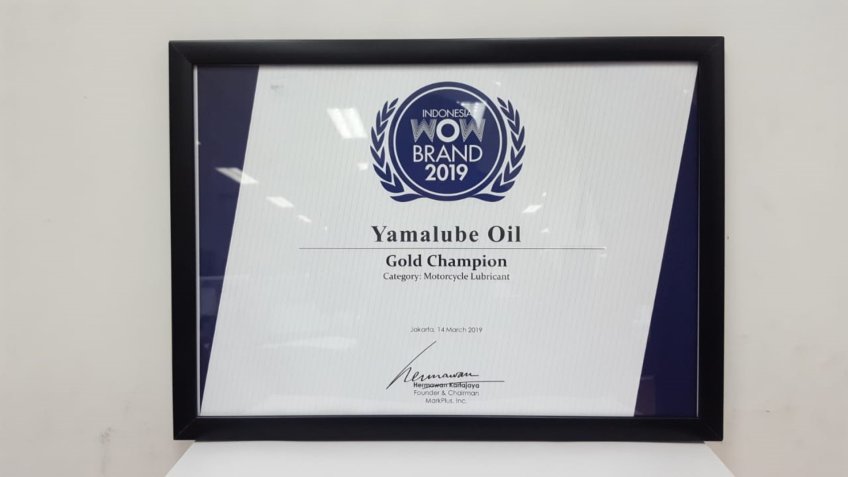 INDONESIA
WOW
BRAND
2019
Yamalube Oil
Gold Champion
Category: Motorcycle Lubricant
Jakarta, 14 March 2019
Hermawan
Hermawan Kartajaya
Founder & Chairman
MarkPlus, Inc.